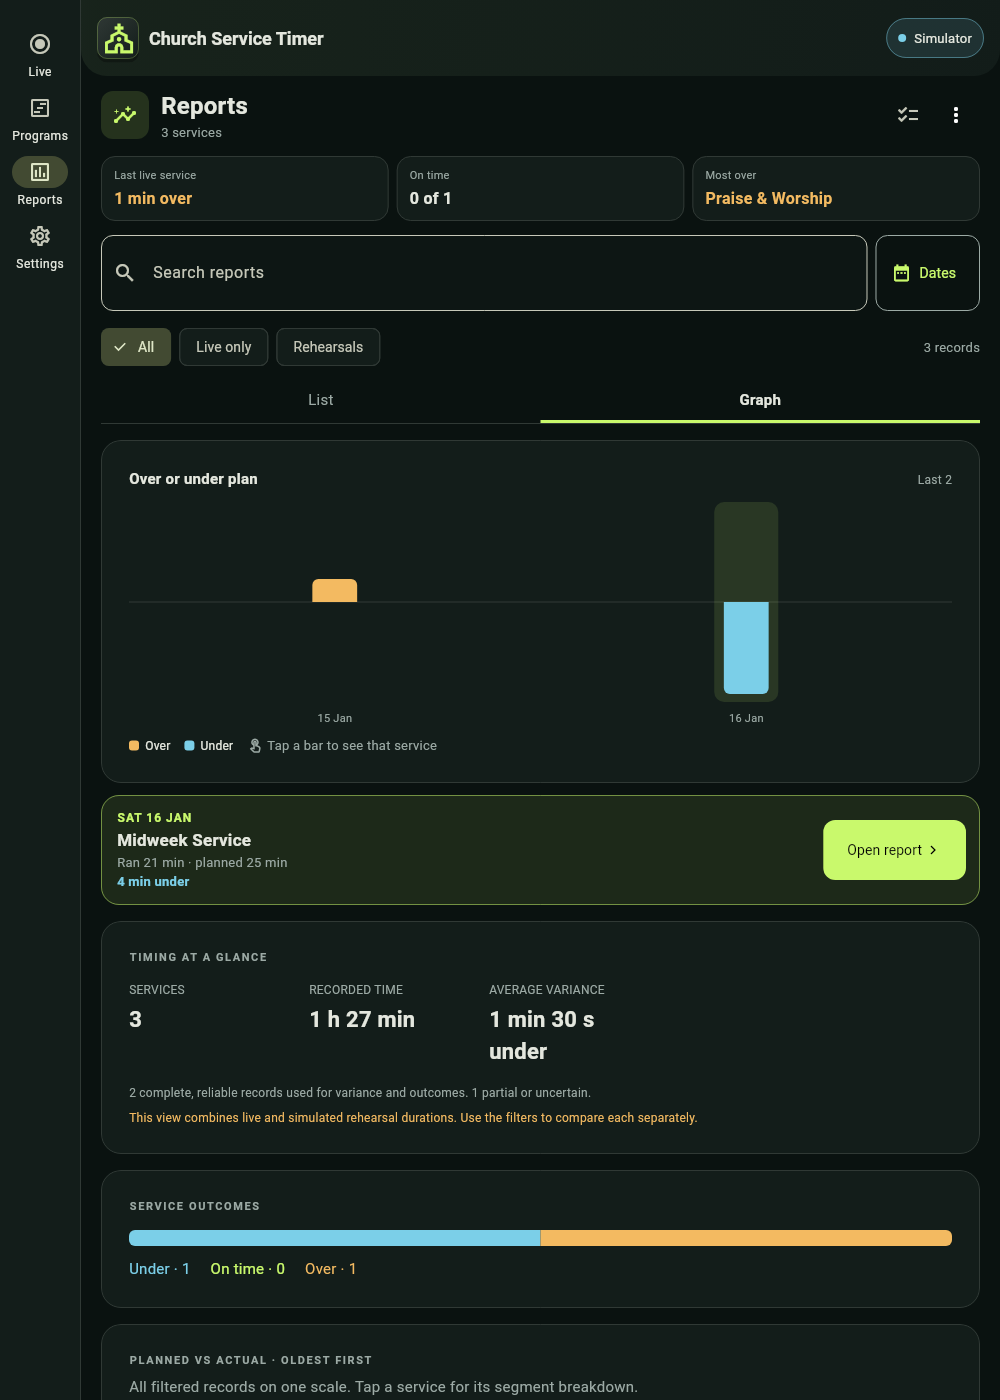 Church Service Timer
Simulator
Live
Programs
Reports
Settings
Reports
3 services
Last live service
1 min over
On time
0 of 1
Most over
Praise & Worship
Search reports
Dates
All
Live only
Rehearsals
3 records
List
Graph
Over or under plan
Last 2
15 Jan
16 Jan
Over
Under
Tap a bar to see that service
SAT 16 JAN
Midweek Service
Ran 21 min · planned 25 min
4 min under
Open report
TIMING AT A GLANCE
SERVICES
3
RECORDED TIME
1 h 27 min
AVERAGE VARIANCE
1 min 30 s
under
2 complete, reliable records used for variance and outcomes. 1 partial or uncertain.
This view combines live and simulated rehearsal durations. Use the filters to compare each separately.
SERVICE OUTCOMES
Under · 1
On time · 0
Over · 1
PLANNED VS ACTUAL · OLDEST FIRST
All filtered records on one scale. Tap a service for its segment breakdown.